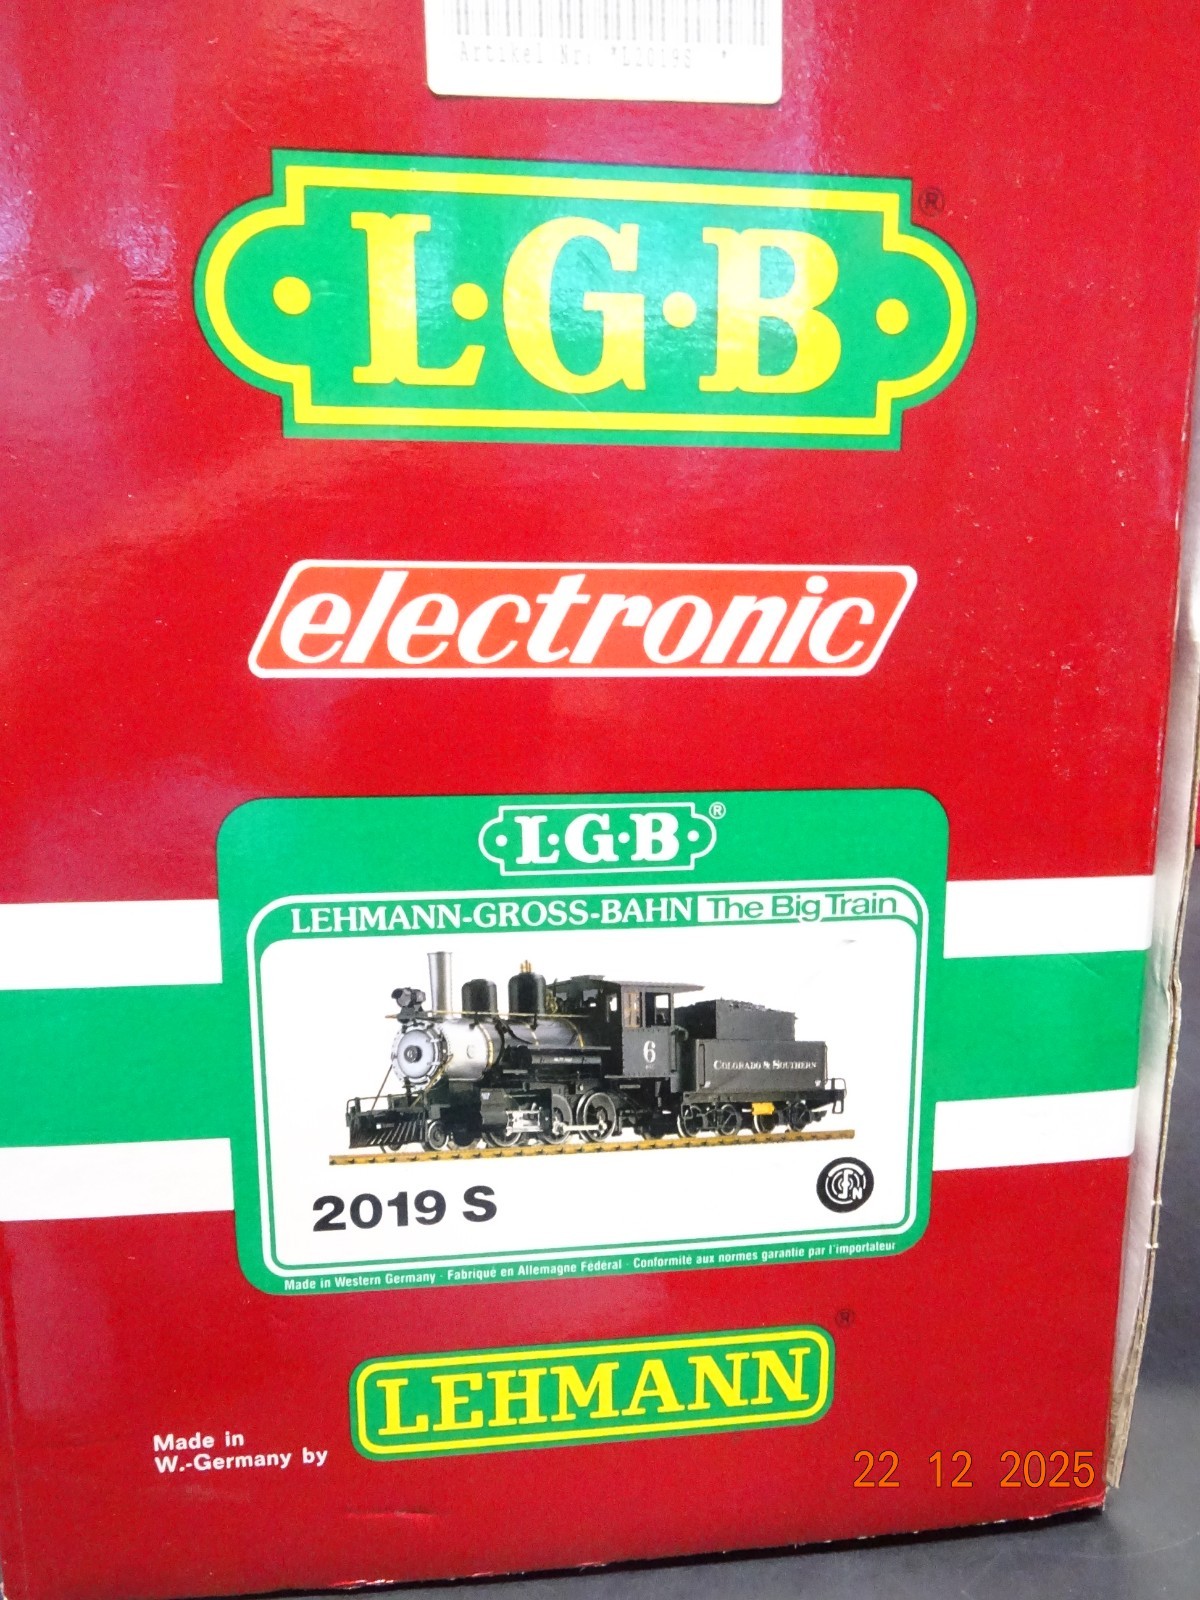 Artikel Nr. *L2019S *
L·G·B ®
electronic
L·G·B ®
LEHMANN-GROSS-BAHN The Big Train
6
COLORADO & SOUTHERN
2019 S
Made in Western Germany · Fabriqué en Allemagne Fédéral · Conformité aux normes garantie par l'importateur
LEHMANN ®
Made in
W.-Germany by
22 12 2025